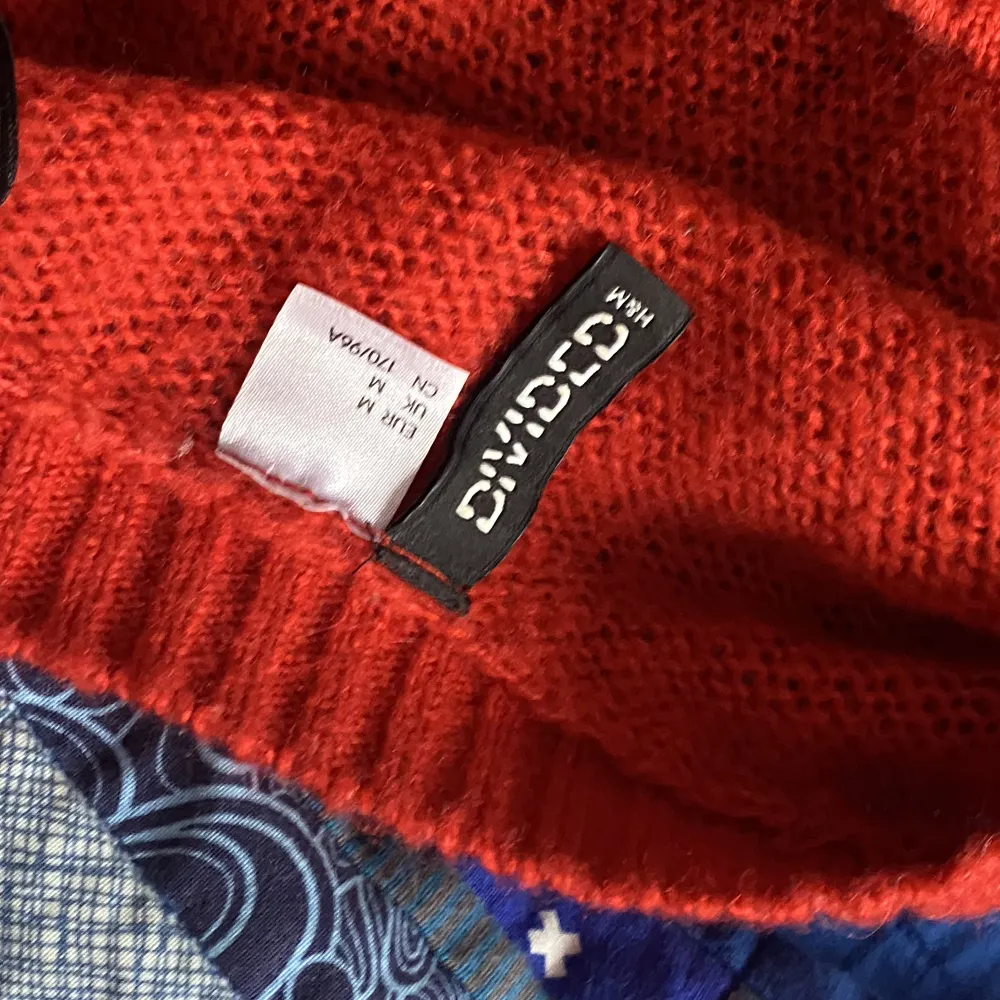 EUR M
UK M
CN 170/96A
DIVIDED
H&M